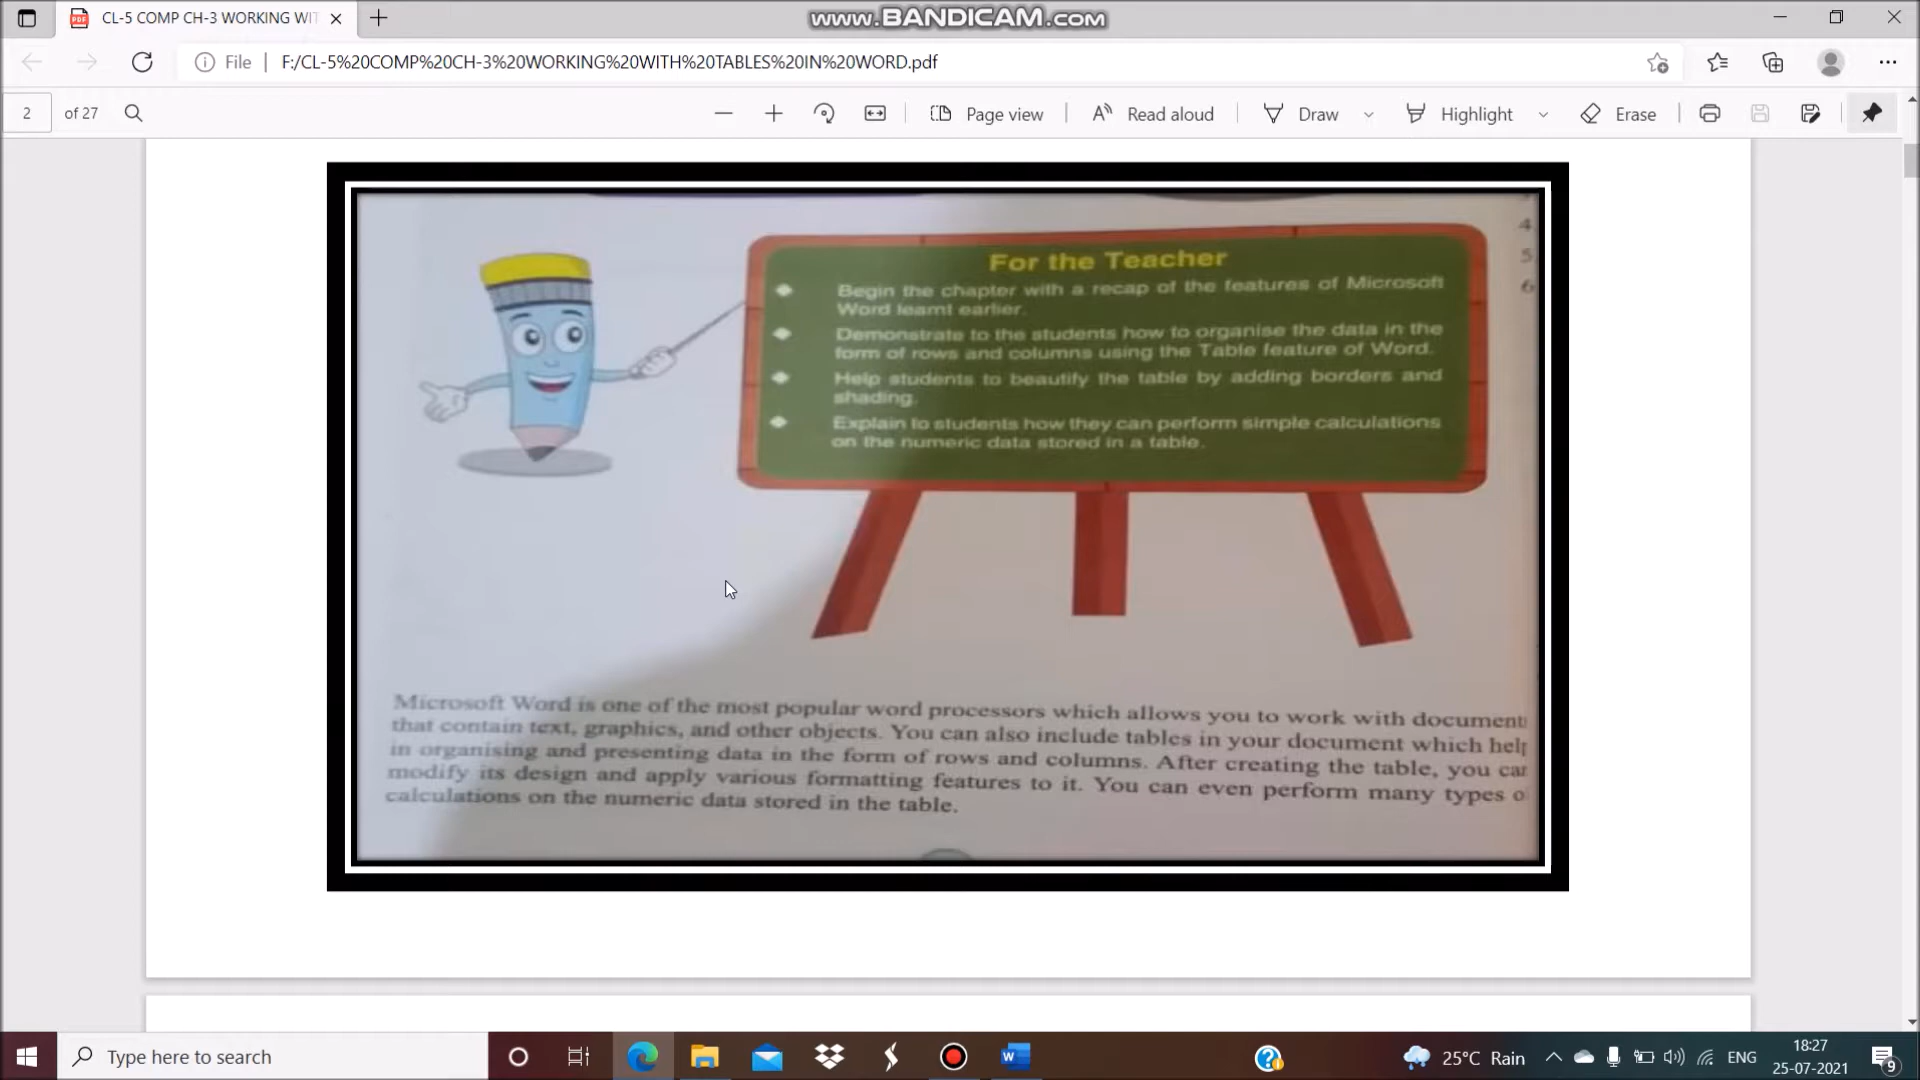 CL-5 COMP CH-3 WORKING WIT
www.BANDICAM.com
File
F:/CL-5%20COMP%20CH-3%20WORKING%20WITH%20TABLES%20IN%20WORD.pdf
2 of 27
Page view
Read aloud
Draw
Highlight
Erase
4
5
6
For the Teacher
Begin the chapter with a recap of the features of Microsoft
Word learnt earlier.
Demonstrate to the students how to organise the data in the
form of rows and columns using the Table feature of Word.
Help students to beautify the table by adding borders and
shading.
Explain to students how they can perform simple calculations
on the numeric data stored in a table.
Microsoft Word is one of the most popular word processors which allows you to work with document
that contain text, graphics, and other objects. You can also include tables in your document which help
in organising and presenting data in the form of rows and columns. After creating the table, you can
modify its design and apply various formatting features to it. You can even perform many types o
calculations on the numeric data stored in the table.
Type here to search
25°C Rain
ENG
18:27
25-07-2021
9